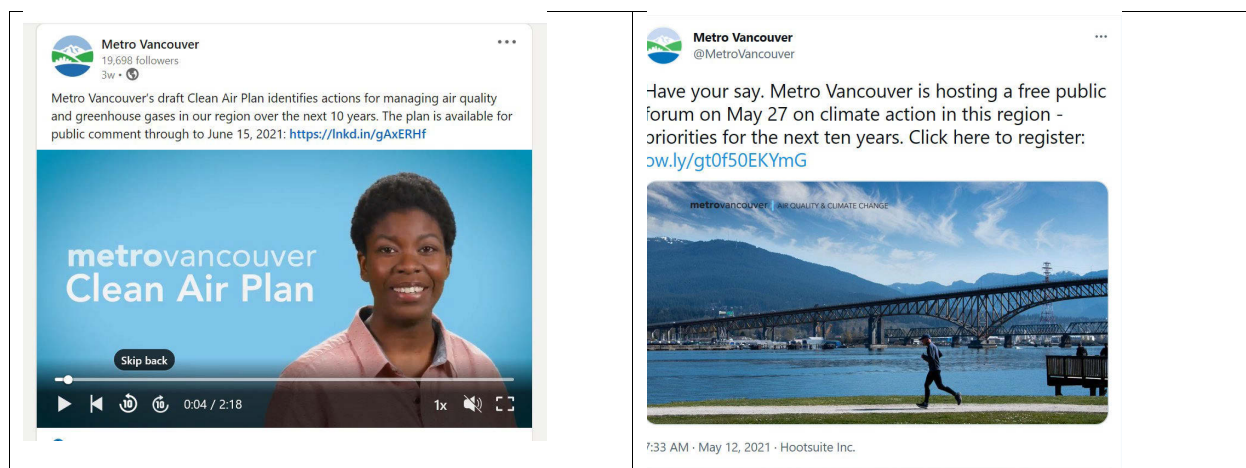 Metro Vancouver
19,698 followers
3w •
Metro Vancouver's draft Clean Air Plan identifies actions for managing air quality
and greenhouse gases in our region over the next 10 years. The plan is available for
public comment through to June 15, 2021: https://lnkd.in/gAxERHf
metrovancouver
Clean Air Plan
Skip back
10
10
0:04 / 2:18
1x
Metro Vancouver
@MetroVancouver
Have your say. Metro Vancouver is hosting a free public
forum on May 27 on climate action in this region -
priorities for the next ten years. Click here to register:
ow.ly/gt0f50EKYmG
metrovancouver | AIR QUALITY & CLIMATE CHANGE
7:33 AM · May 12, 2021 · Hootsuite Inc.